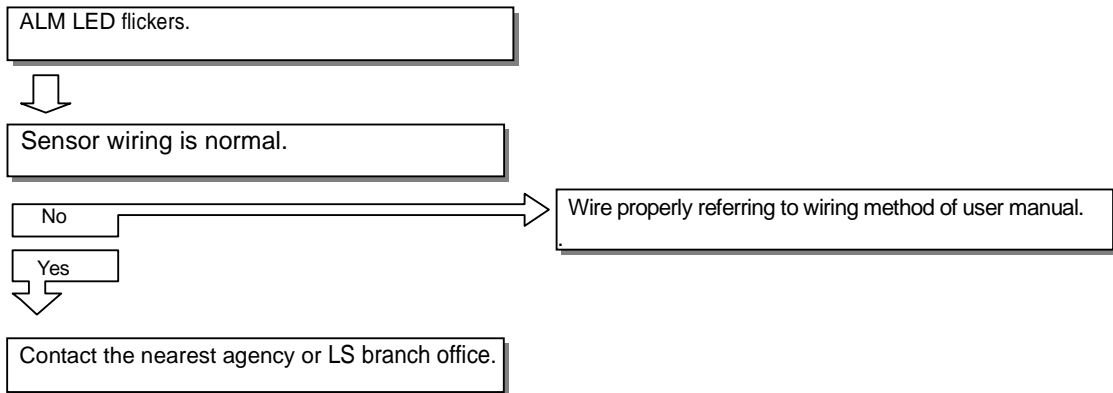 ALM LED flickers.
Sensor wiring is normal.
No
Wire properly referring to wiring method of user manual.
.
Yes
Contact the nearest agency or LS branch office.